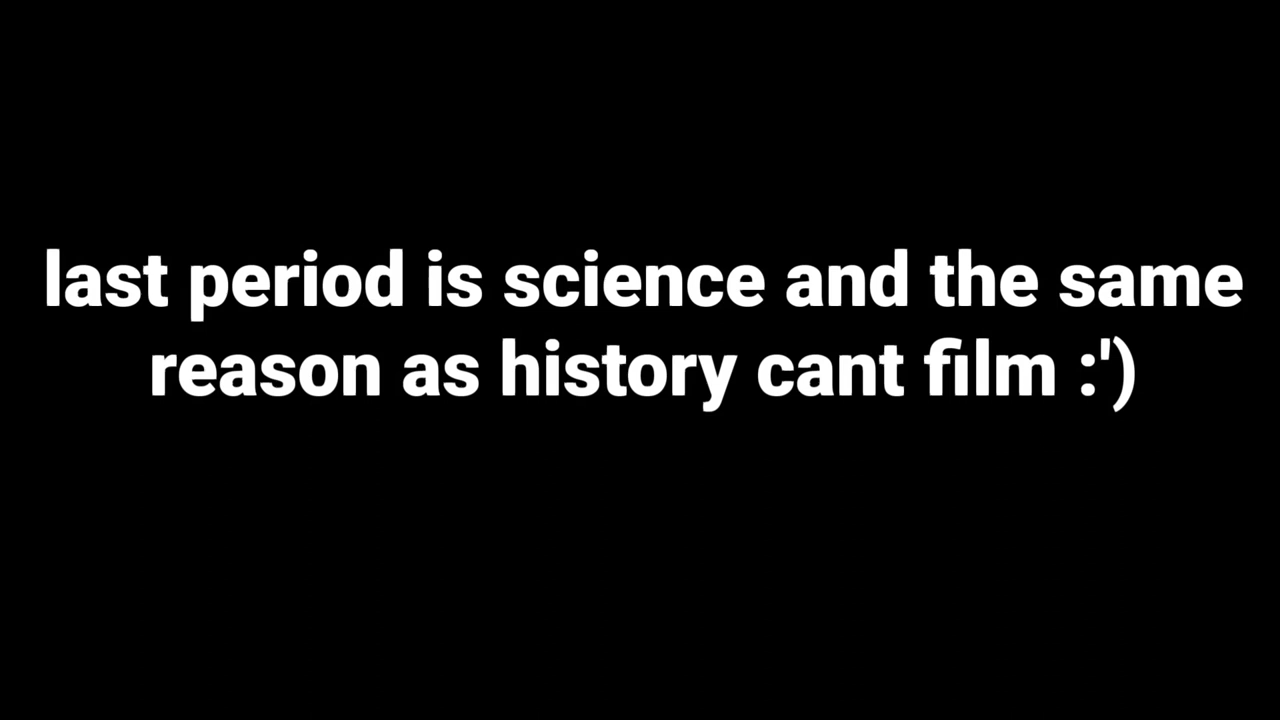 last period is science and the same
reason as history cant film :')